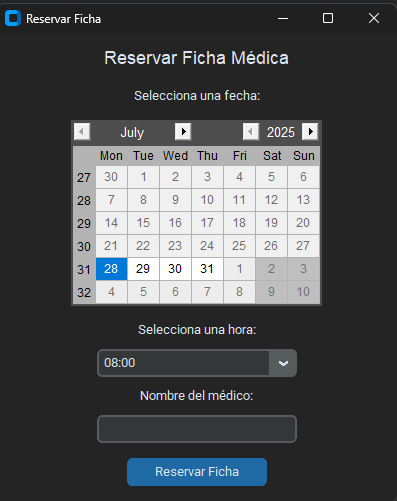 Reservar Ficha
Reservar Ficha Médica
Selecciona una fecha:
July 2025
Mon Tue Wed Thu Fri Sat Sun
27 30 1 2 3 4 5 6
28 7 8 9 10 11 12 13
29 14 15 16 17 18 19 20
30 21 22 23 24 25 26 27
31 28 29 30 31 1 2 3
32 4 5 6 7 8 9 10
Selecciona una hora:
08:00
Nombre del médico:
Reservar Ficha